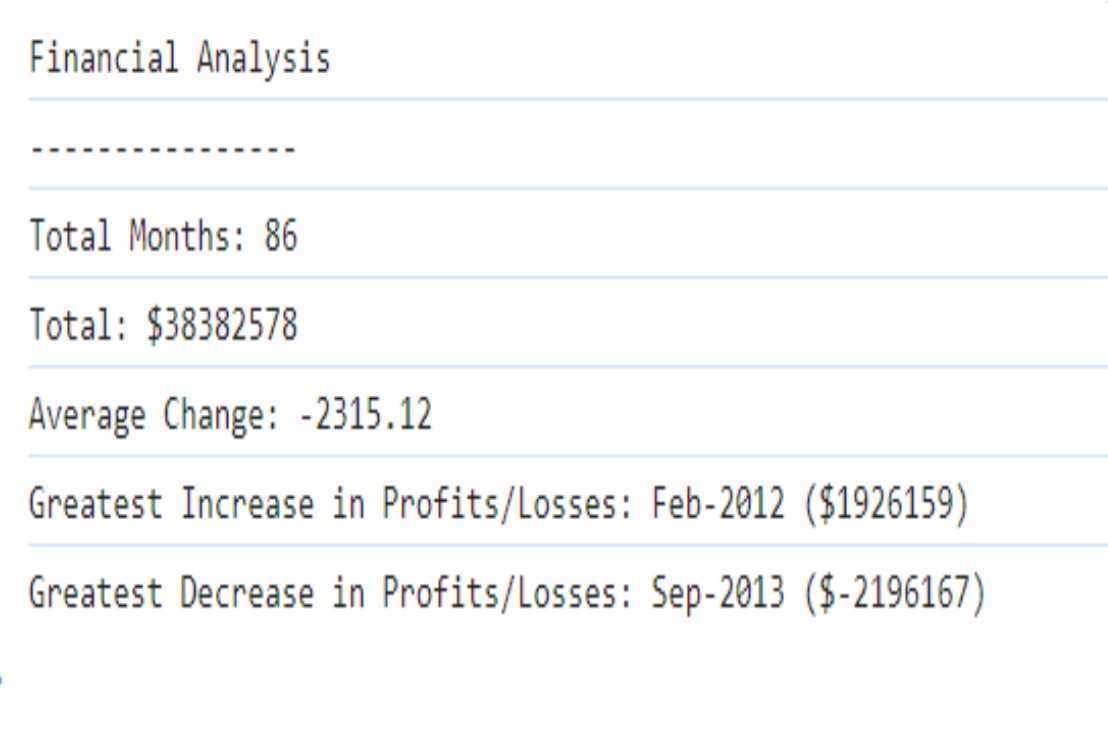 Financial Analysis
----------------
Total Months: 86
Total: $38382578
Average Change: -2315.12
Greatest Increase in Profits/Losses: Feb-2012 ($1926159)
Greatest Decrease in Profits/Losses: Sep-2013 ($-2196167)